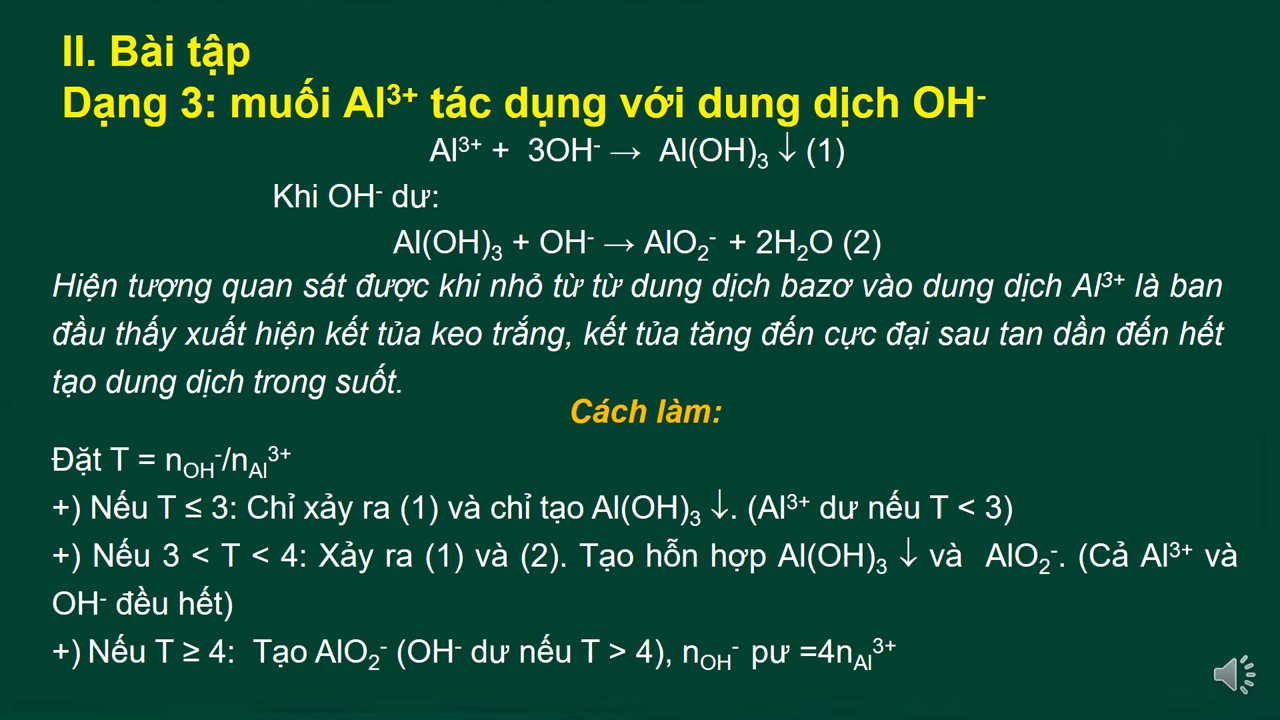 II. Bài tập
Dạng 3: muối Al³⁺ tác dụng với dung dịch OH⁻
Al³⁺ + 3OH⁻ → Al(OH)₃ ↓ (1)
Khi OH⁻ dư:
Al(OH)₃ + OH⁻ → AlO₂⁻ + 2H₂O (2)
Hiện tượng quan sát được khi nhỏ từ từ dung dịch bazơ vào dung dịch Al³⁺ là ban
đầu thấy xuất hiện kết tủa keo trắng, kết tủa tăng đến cực đại sau tan dần đến hết
tạo dung dịch trong suốt.
Cách làm:
Đặt T = n_OH⁻/n_Al³⁺
+) Nếu T ≤ 3: Chỉ xảy ra (1) và chỉ tạo Al(OH)₃ ↓. (Al³⁺ dư nếu T < 3)
+) Nếu 3 < T < 4: Xảy ra (1) và (2). Tạo hỗn hợp Al(OH)₃ ↓ và AlO₂⁻. (Cả Al³⁺ và
OH⁻ đều hết)
+) Nếu T ≥ 4: Tạo AlO₂⁻ (OH⁻ dư nếu T > 4), n_OH⁻ pư =4n_Al³⁺